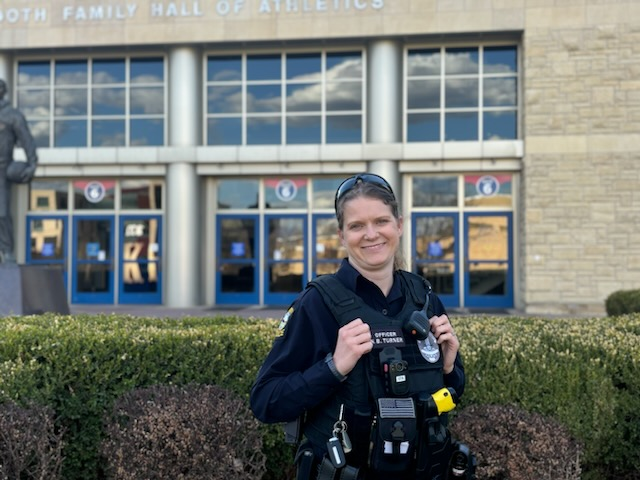 OOTH FAMILY HALL OF ATHLETICS
OFFICER
B. TURNER